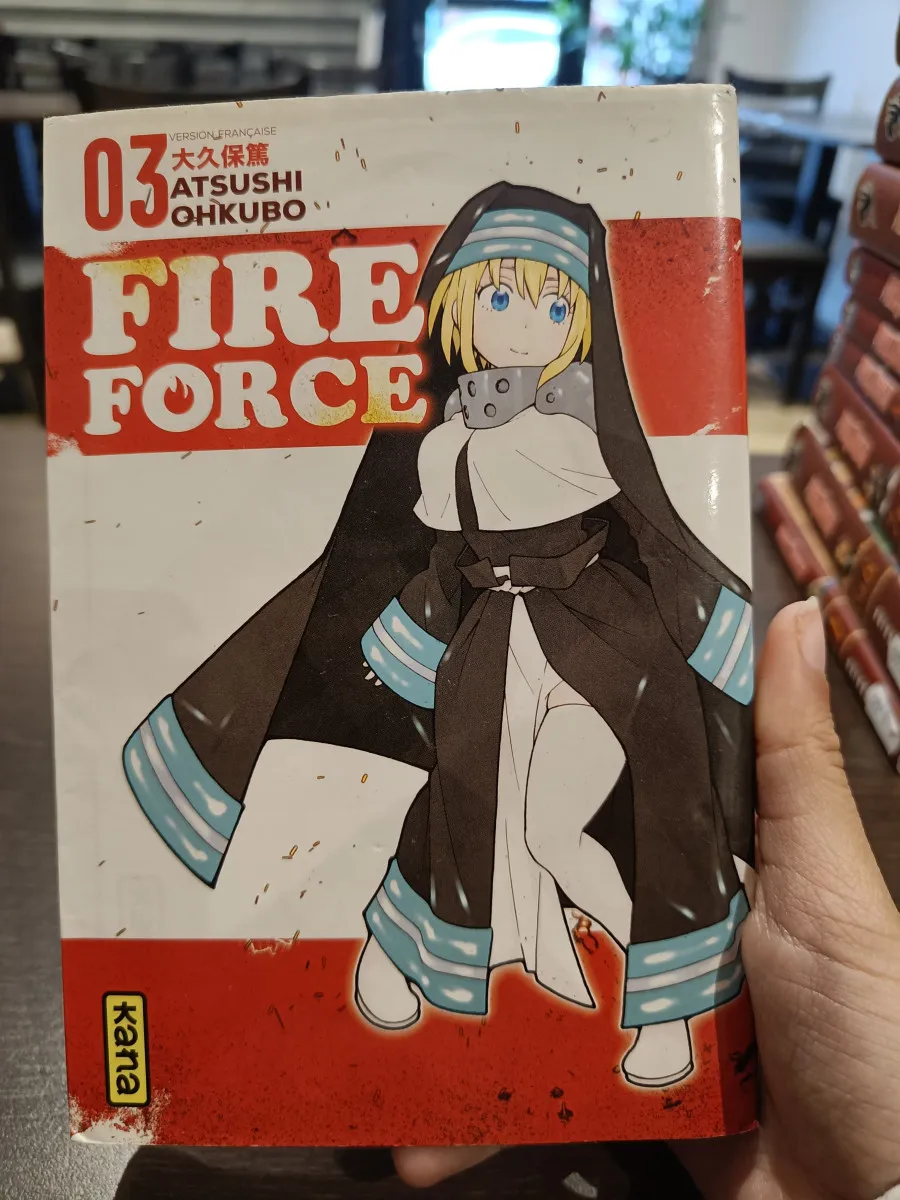 03
VERSION FRANÇAISE
大久保篤
ATSUSHI
OHKUBO
FIRE
FORCE
kana